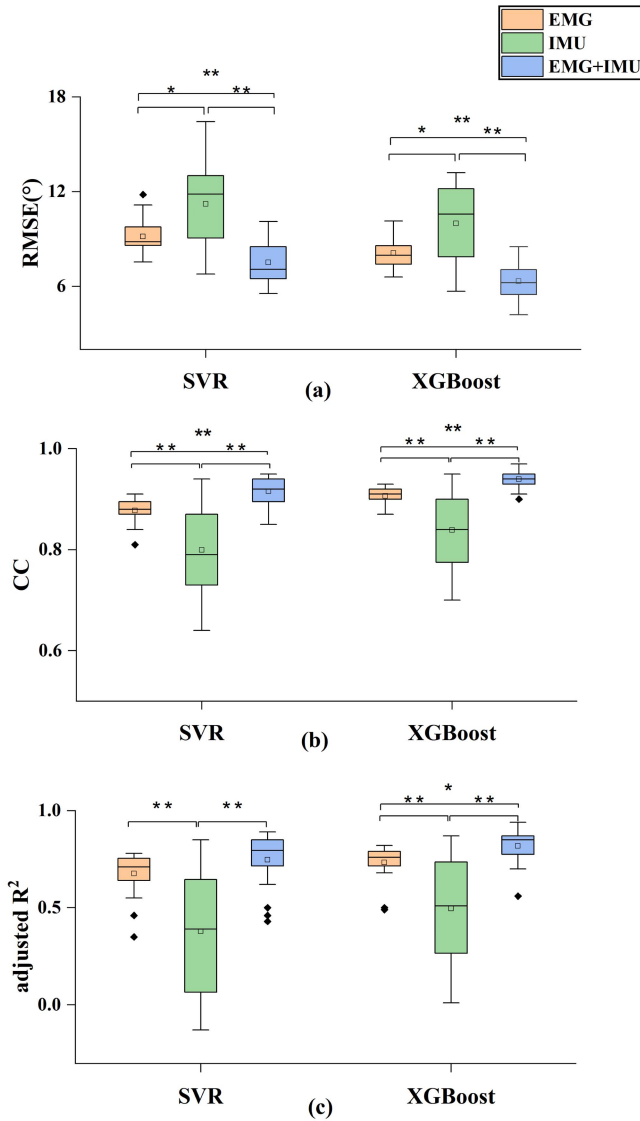 EMG
IMU
EMG+IMU
**
* **
**
* **
18
12
6
RMSE(°)
SVR XGBoost
(a)
**
** **
**
** **
1.0
0.8
0.6
CC
SVR XGBoost
(b)
** **
*
** **
1.0
0.5
0.0
adjusted R²
SVR XGBoost
(c)